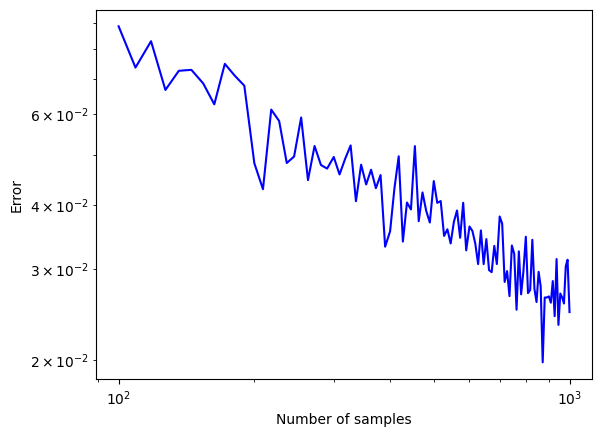 Error
6 × 10⁻²
4 × 10⁻²
3 × 10⁻²
2 × 10⁻²
10² 10³
Number of samples